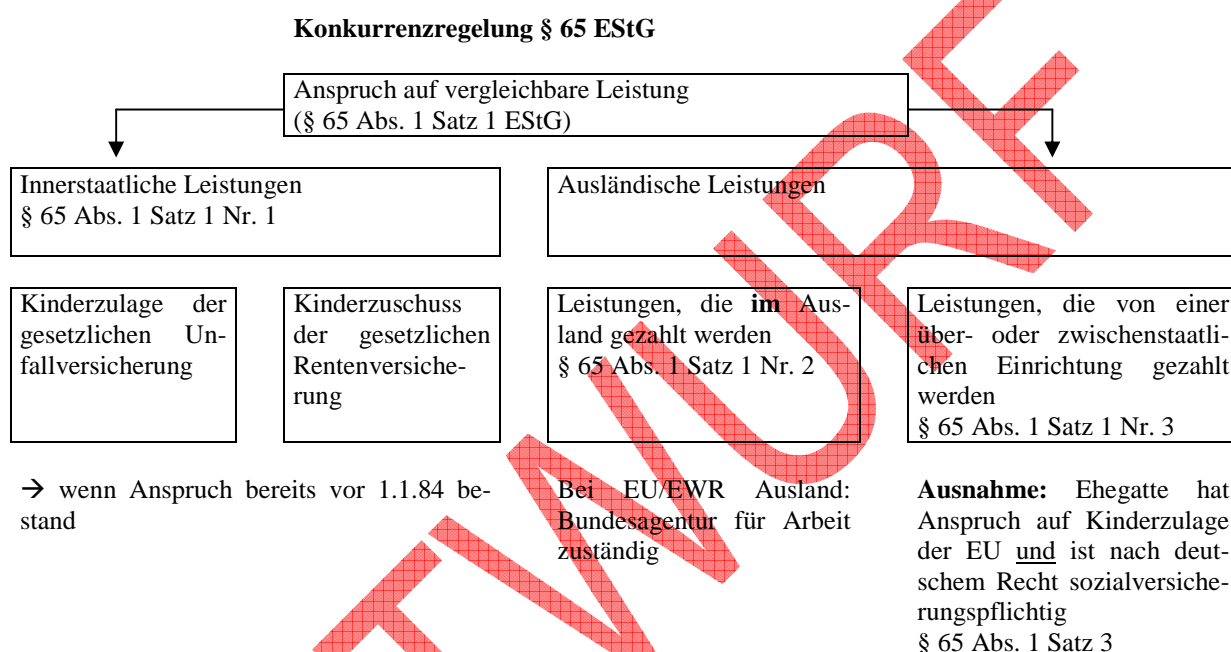 Konkurrenzregelung § 65 EStG
Anspruch auf vergleichbare Leistung
(§ 65 Abs. 1 Satz 1 EStG)
Innerstaatliche Leistungen
§ 65 Abs. 1 Satz 1 Nr. 1
Ausländische Leistungen
Kinderzulage der
gesetzlichen Un-
fallversicherung
Kinderzuschuss
der gesetzlichen
Rentenversiche-
rung
Leistungen, die im Aus-
land gezahlt werden
§ 65 Abs. 1 Satz 1 Nr. 2
Leistungen, die von einer
über- oder zwischenstaatli-
chen Einrichtung gezahlt
werden
§ 65 Abs. 1 Satz 1 Nr. 3
→ wenn Anspruch bereits vor 1.1.84 be-
stand
Bei EU/EWR Ausland:
Bundesagentur für Arbeit
zuständig
Ausnahme: Ehegatte hat
Anspruch auf Kinderzulage
der EU und ist nach deut-
schem Recht sozialversiche-
rungspflichtig
§ 65 Abs. 1 Satz 3
TWURF